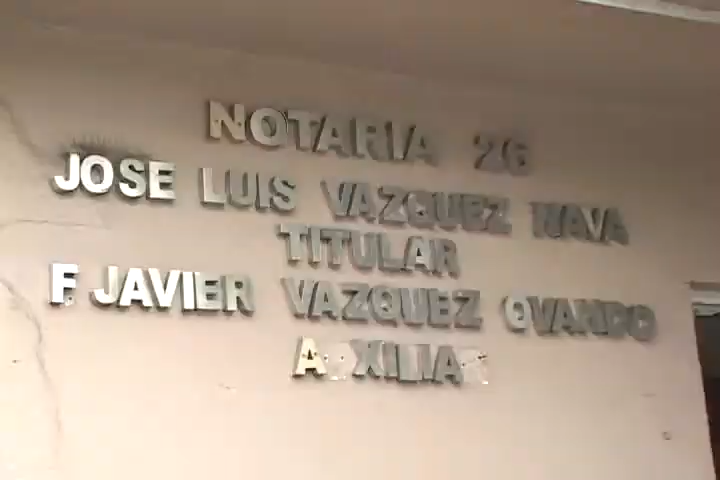 NOTARIA 26
JOSE LUIS VAZQUEZ NAVA
TITULAR
F. JAVIER VAZQUEZ OVANDO
AUXILIAR